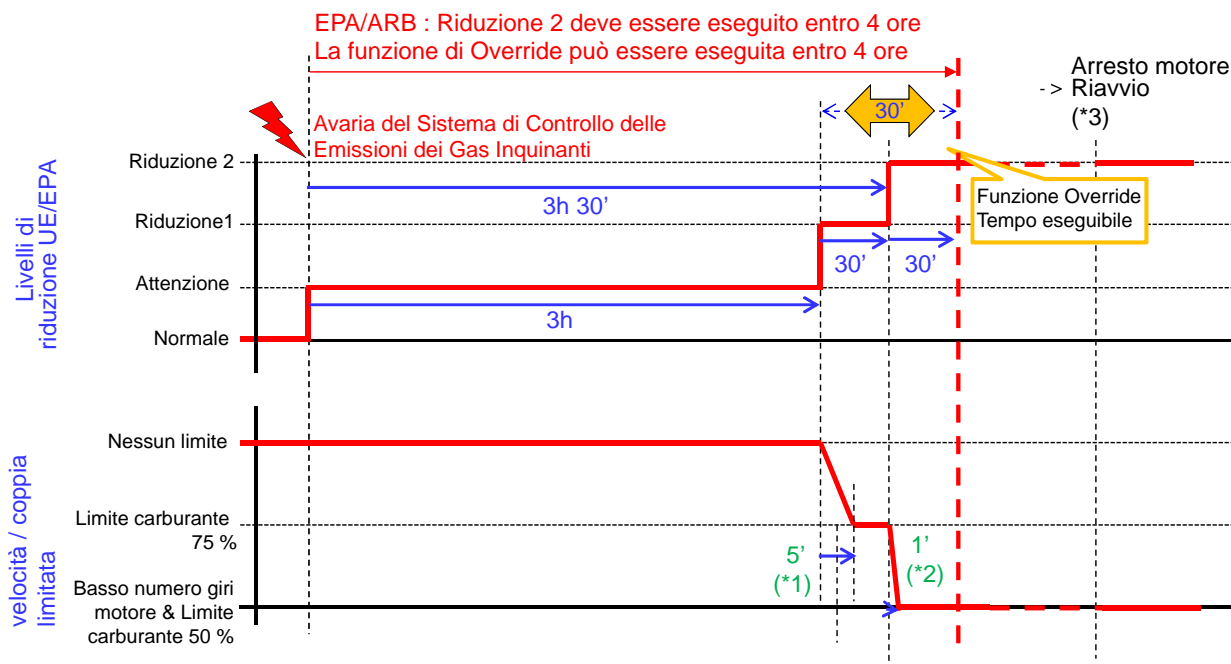 EPA/ARB : Riduzione 2 deve essere eseguito entro 4 ore
La funzione di Override può essere eseguita entro 4 ore
Arresto motore
-> Riavvio
(*3)
30’
Avaria del Sistema di Controllo delle
Emissioni dei Gas Inquinanti
Livelli di
riduzione UE/EPA
Riduzione 2
3h 30’
Funzione Override
Tempo eseguibile
Riduzione1
30’
30’
Attenzione
3h
Normale
velocità / coppia
limitata
Nessun limite
Limite carburante
75 %
5’
(*1)
1’
(*2)
Basso numero giri
motore & Limite
carburante 50 %